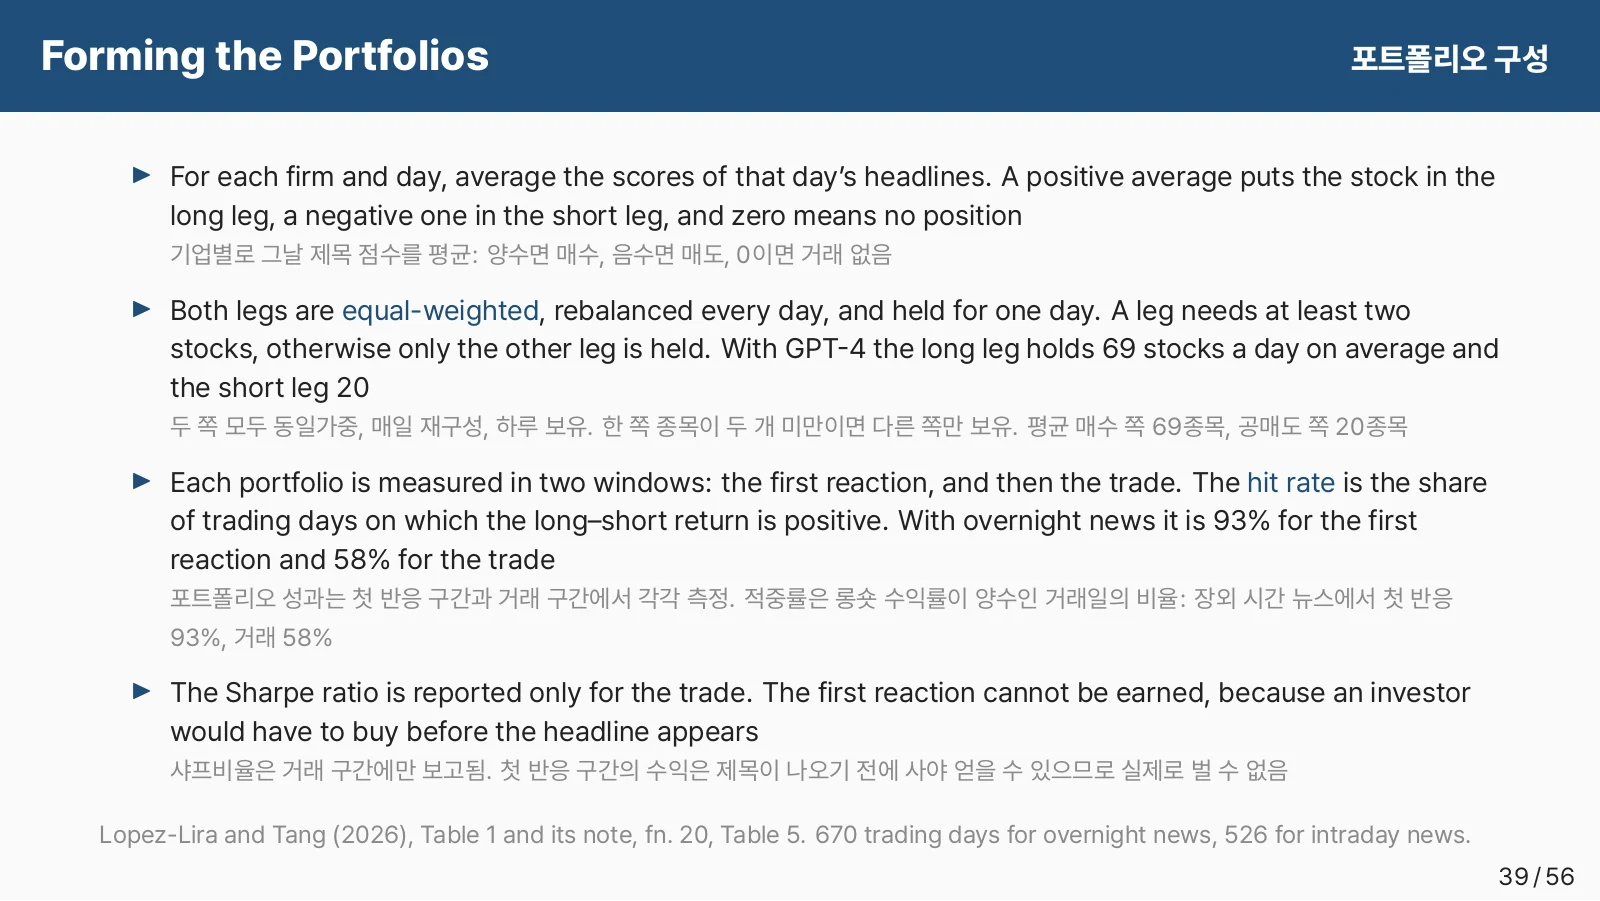 Forming the Portfolios
포트폴리오 구성
► For each firm and day, average the scores of that day’s headlines. A positive average puts the stock in the
long leg, a negative one in the short leg, and zero means no position
기업별로 그날 제목 점수를 평균: 양수면 매수, 음수면 매도, 0이면 거래 없음
► Both legs are equal-weighted, rebalanced every day, and held for one day. A leg needs at least two
stocks, otherwise only the other leg is held. With GPT-4 the long leg holds 69 stocks a day on average and
the short leg 20
두 쪽 모두 동일가중, 매일 재구성, 하루 보유. 한 쪽 종목이 두 개 미만이면 다른 쪽만 보유. 평균 매수 쪽 69종목, 공매도 쪽 20종목
► Each portfolio is measured in two windows: the first reaction, and then the trade. The hit rate is the share
of trading days on which the long–short return is positive. With overnight news it is 93% for the first
reaction and 58% for the trade
포트폴리오 성과는 첫 반응 구간과 거래 구간에서 각각 측정. 적중률은 롱숏 수익률이 양수인 거래일의 비율: 장외 시간 뉴스에서 첫 반응
93%, 거래 58%
► The Sharpe ratio is reported only for the trade. The first reaction cannot be earned, because an investor
would have to buy before the headline appears
샤프비율은 거래 구간에만 보고됨. 첫 반응 구간의 수익은 제목이 나오기 전에 사야 얻을 수 있으므로 실제로 벌 수 없음
Lopez-Lira and Tang (2026), Table 1 and its note, fn. 20, Table 5. 670 trading days for overnight news, 526 for intraday news.
39 / 56